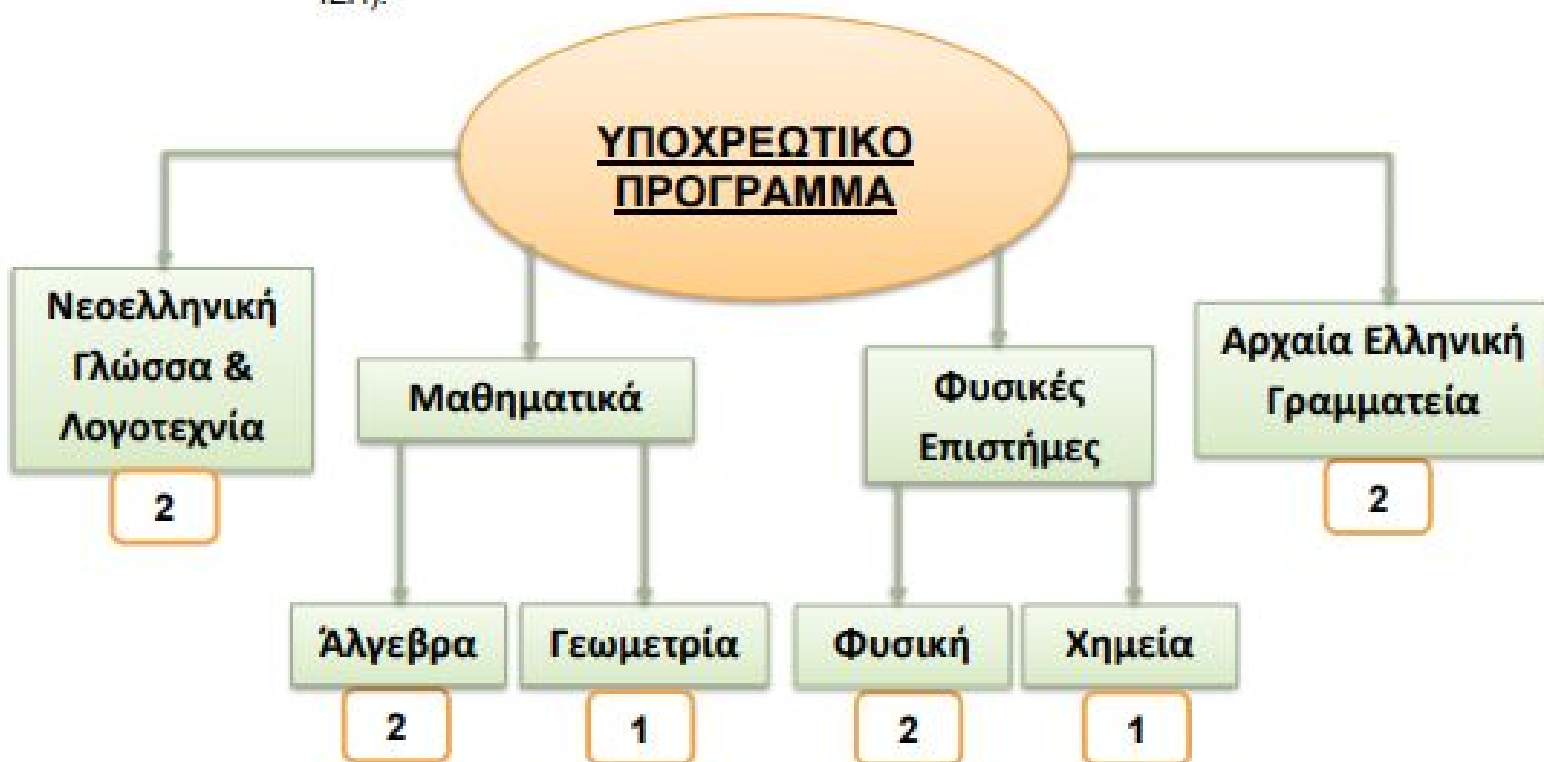 ΥΠΟΧΡΕΩΤΙΚΟ
ΠΡΟΓΡΑΜΜΑ
Νεοελληνική
Γλώσσα &
Λογοτεχνία
2
Μαθηματικά
Φυσικές
Επιστήμες
Αρχαία Ελληνική
Γραμματεία
2
Άλγεβρα
Γεωμετρία
Φυσική
Χημεία
2
1
2
1